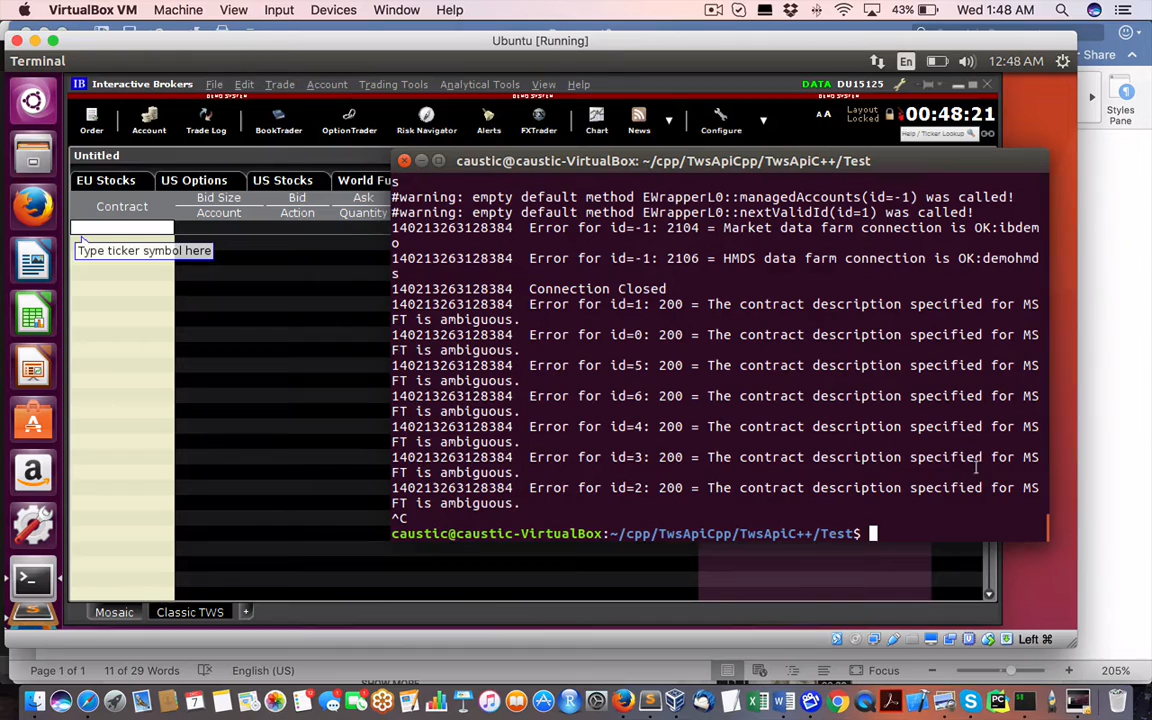 VirtualBox VM Machine View Input Devices Window Help 43% Wed 1:48 AM
Ubuntu [Running]
Share
Terminal En 12:48 AM
Styles
Pane
IB Interactive Brokers File Edit Trade Account Trading Tools Analytical Tools View Help DATA DU15125
Order Account Trade Log BookTrader OptionTrader Risk Navigator Alerts FXTrader Chart News Configure A A Layout Locked 00:48:21
Help / Ticker Lookup
Untitled
EU Stocks US Options US Stocks World Fu
Contract Bid Size Bid Ask
Account Action Quantity
Type ticker symbol here
caustic@caustic-VirtualBox: ~/cpp/TwsApiCpp/TwsApiC++/Test
s
#warning: empty default method EWrapperL0::managedAccounts(id=-1) was called!
#warning: empty default method EWrapperL0::nextValidId(id=1) was called!
140213263128384  Error for id=-1: 2104 = Market data farm connection is OK:ibdem
o
140213263128384  Error for id=-1: 2106 = HMDS data farm connection is OK:demohmd
s
140213263128384  Connection Closed
140213263128384  Error for id=1: 200 = The contract description specified for MS
FT is ambiguous.
140213263128384  Error for id=0: 200 = The contract description specified for MS
FT is ambiguous.
140213263128384  Error for id=5: 200 = The contract description specified for MS
FT is ambiguous.
140213263128384  Error for id=6: 200 = The contract description specified for MS
FT is ambiguous.
140213263128384  Error for id=4: 200 = The contract description specified for MS
FT is ambiguous.
140213263128384  Error for id=3: 200 = The contract description specified for MS
FT is ambiguous.
140213263128384  Error for id=2: 200 = The contract description specified for MS
FT is ambiguous.
^C
caustic@caustic-VirtualBox:~/cpp/TwsApiCpp/TwsApiC++/Test$
Mosaic Classic TWS +
Left ⌘
Page 1 of 1 11 of 29 Words English (US) Focus 205%